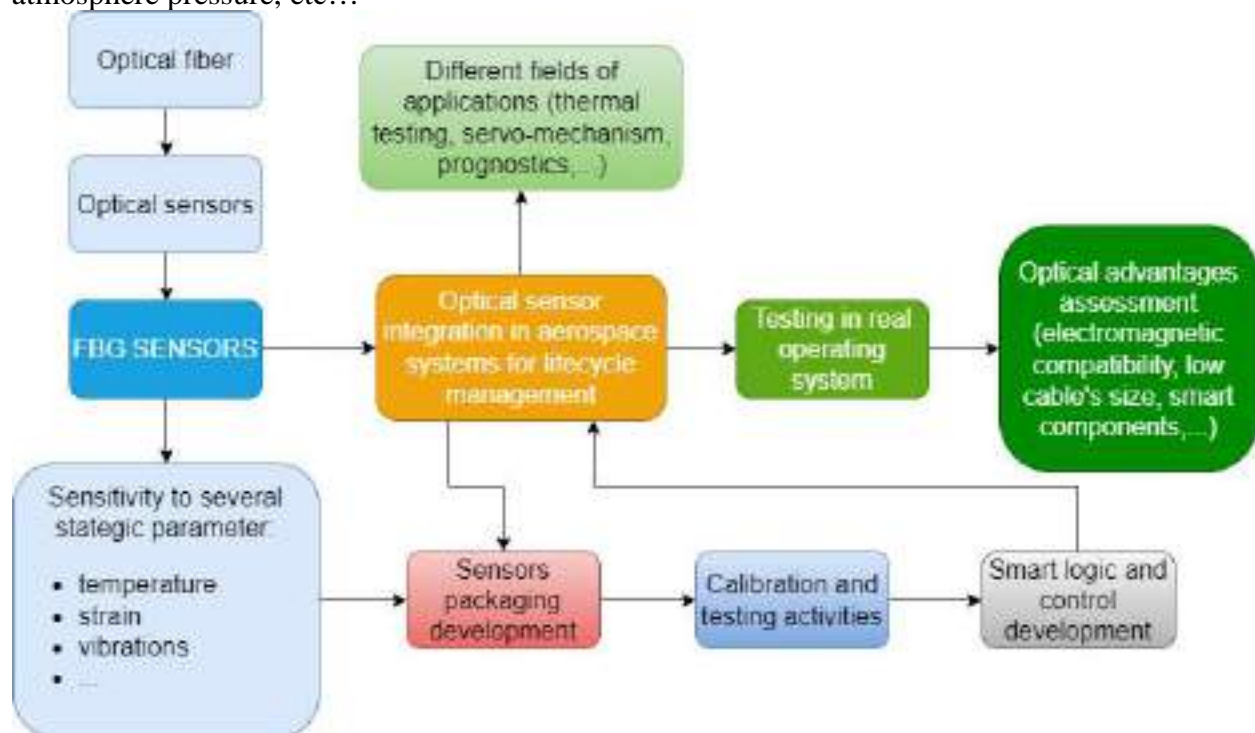 atmosphere pressure, etc…
Optical fiber
Optical sensors
FBG SENSORS
Sensitivity to several
stategic parameter:
• temperature
• strain
• vibrations
• ...
Different fields of
applications (thermal
testing, servo-mechanism,
prognostics,...)
Optical sensor
integration in aerospace
systems for lifecycle
management
Testing in real
operating
system
Optical advantages
assessment
(electromagnetic
compatibility, low
cable's size, smart
components,...)
Sensors
packaging
development
Calibration and
testing activities
Smart logic and
control
development